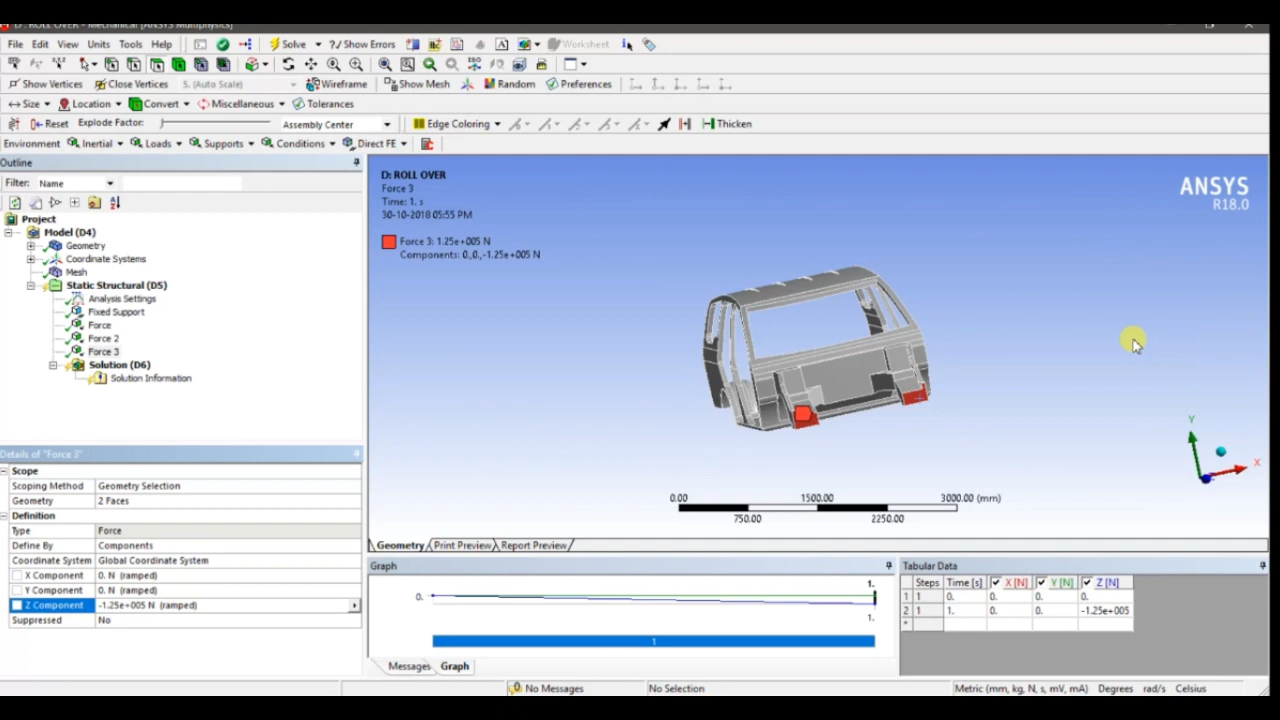 D: ROLL OVER - Mechanical [ANSYS Multiphysics]
File Edit View Units Tools Help Solve ?/ Show Errors A Worksheet i
Show Vertices Close Vertices 5. (Auto Scale) Wireframe Show Mesh Random Preferences
Size Location Convert Miscellaneous Tolerances
Reset Explode Factor: Assembly Center Edge Coloring Thicken
Environment Inertial Loads Supports Conditions Direct FE
Outline
Filter: Name
Project
Model (D4)
Geometry
Coordinate Systems
Mesh
Static Structural (D5)
Analysis Settings
Fixed Support
Force
Force 2
Force 3
Solution (D6)
Solution Information
Details of "Force 3"
Scope
Scoping Method Geometry Selection
Geometry 2 Faces
Definition
Type Force
Define By Components
Coordinate System Global Coordinate System
X Component 0. N (ramped)
Y Component 0. N (ramped)
Z Component -1.25e+005 N (ramped)
Suppressed No
D: ROLL OVER
Force 3
Time: 1. s
30-10-2018 05:55 PM
Force 3: 1.25e+005 N
Components: 0.,0.,-1.25e+005 N
ANSYS
R18.0
Y
X
0.00 1500.00 3000.00 (mm)
750.00 2250.00
Geometry Print Preview Report Preview
Graph
1.
0.
1.
1
Messages Graph
Tabular Data
Steps Time [s] X [N] Y [N] Z [N]
1 1 0. 0. 0. 0.
2 1 1. 0. 0. -1.25e+005
*
No Messages No Selection Metric (mm, kg, N, s, mV, mA) Degrees rad/s Celsius